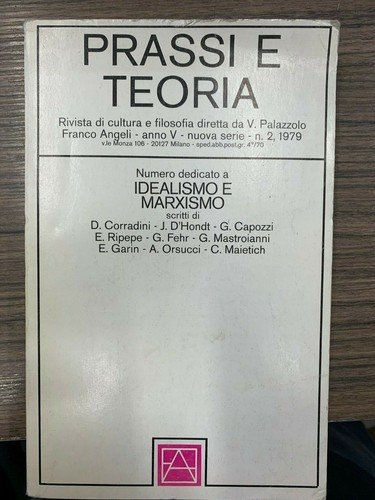 PRASSI E
TEORIA
Rivista di cultura e filosofia diretta da V. Palazzolo
Franco Angeli - anno V - nuova serie - n. 2, 1979
v.le Monza 106 - 20127 Milano - sped.abb.post.gr. 4°/70
Numero dedicato a
IDEALISMO E
MARXISMO
scritti di
D. Corradini - J. D'Hondt - G. Capozzi
E. Ripepe - G. Fehr - G. Mastroianni
E. Garin - A. Orsucci - C. Maietich